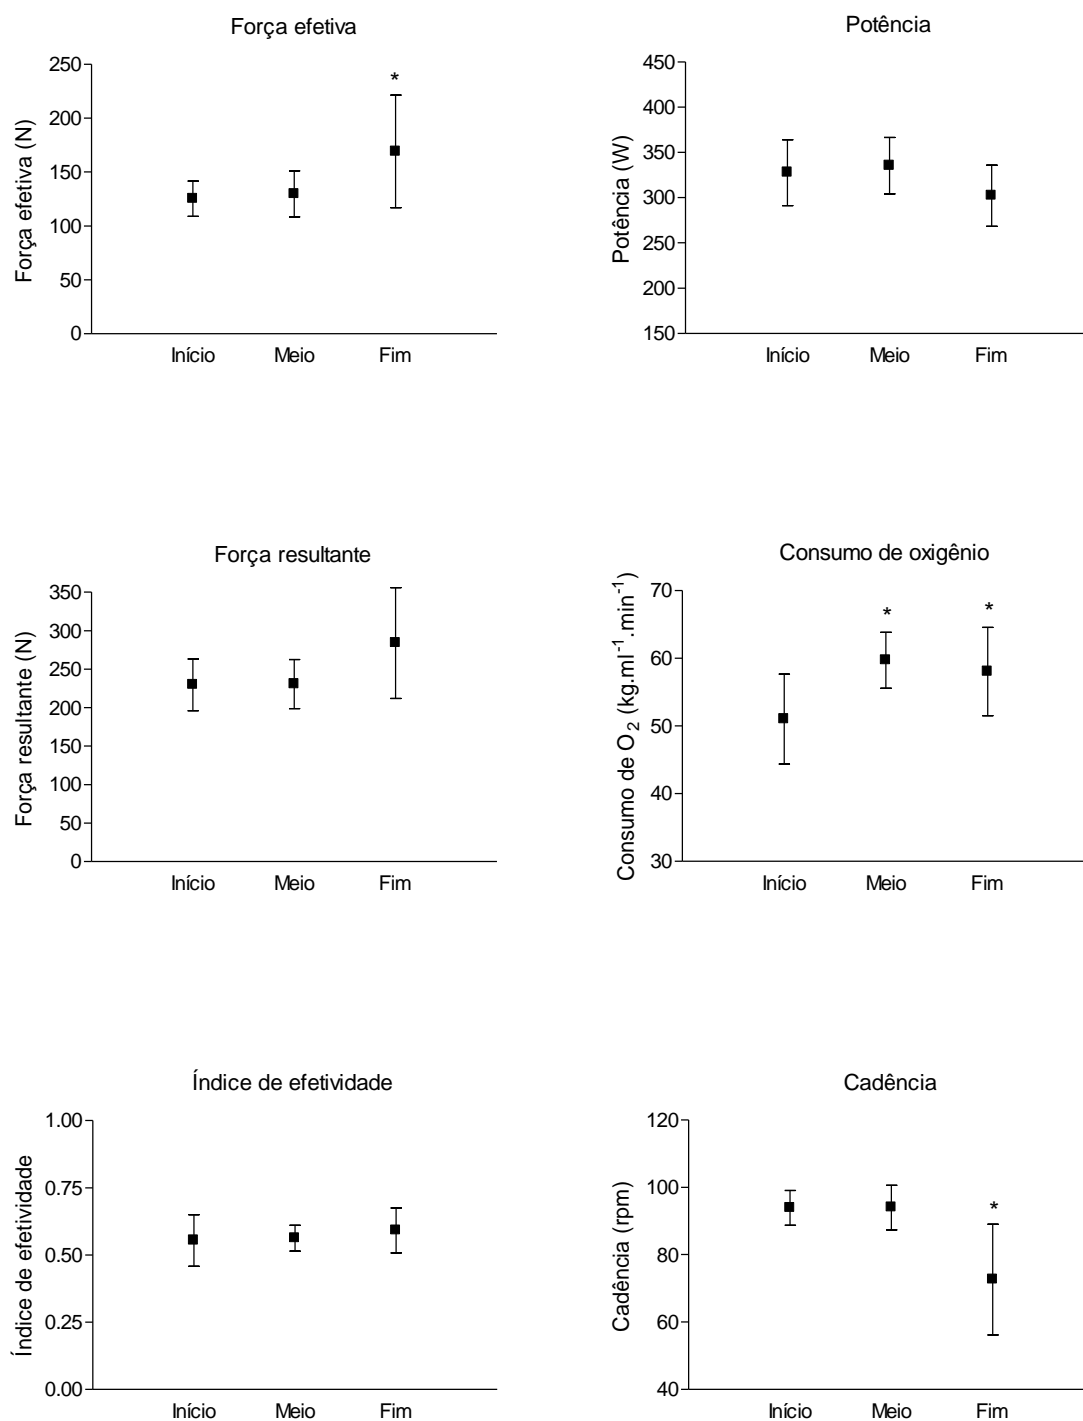 Força efetiva
Força efetiva (N)
250
200
150
100
50
0
*
Início Meio Fim
Potência
Potência (W)
450
400
350
300
250
200
150
Início Meio Fim
Força resultante
Força resultante (N)
350
300
250
200
150
100
50
0
Início Meio Fim
Consumo de oxigênio
Consumo de O₂ (kg.ml⁻¹.min⁻¹)
70
60
50
40
30
* *
Início Meio Fim
Índice de efetividade
Índice de efetividade
1.00
0.75
0.50
0.25
0.00
Início Meio Fim
Cadência
Cadência (rpm)
120
100
80
60
40
*
Início Meio Fim